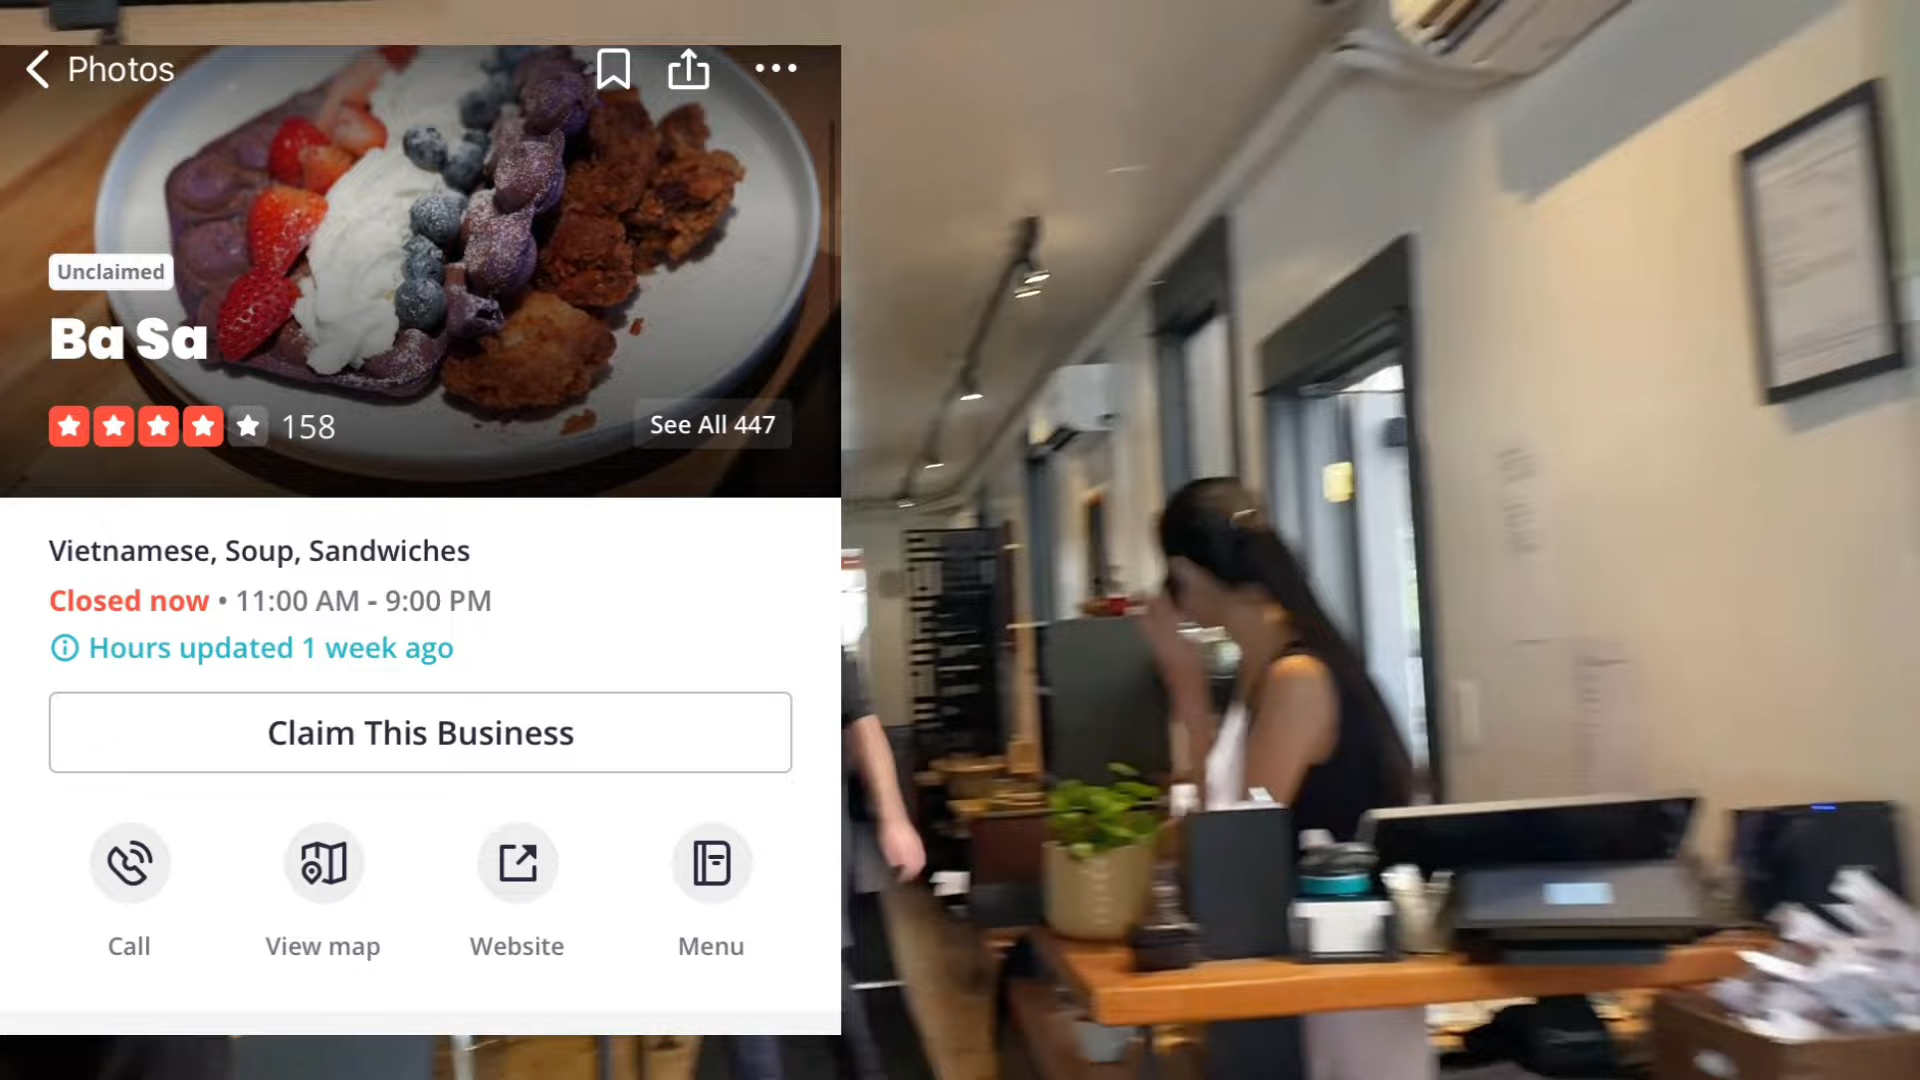 Photos
Unclaimed
Ba Sa
158
See All 447
Vietnamese, Soup, Sandwiches
Closed now • 11:00 AM - 9:00 PM
Hours updated 1 week ago
Claim This Business
Call
View map
Website
Menu